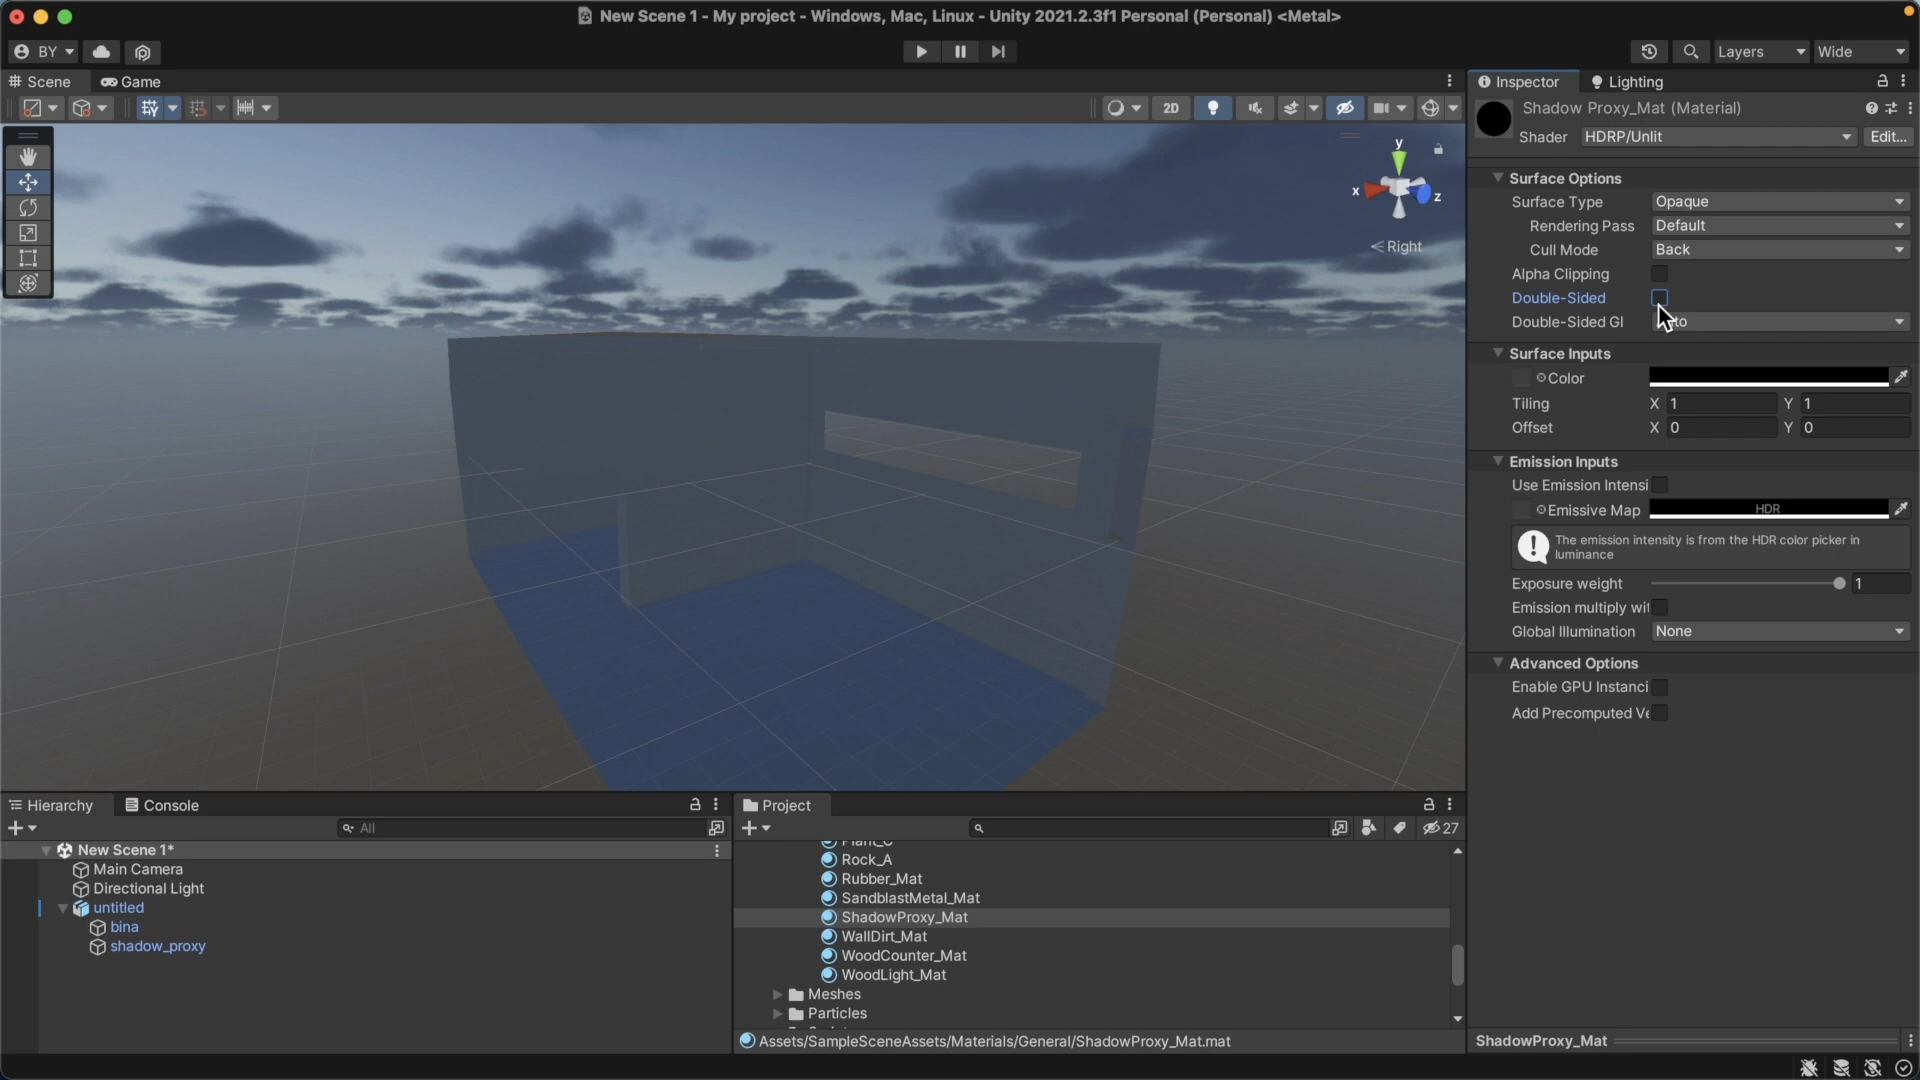 New Scene 1 - My project - Windows, Mac, Linux - Unity 2021.2.3f1 Personal (Personal) <Metal>
BY
Layers
Wide
Scene
Game
Inspector
Lighting
2D
Shadow Proxy_Mat (Material)
Shader
HDRP/Unlit
Edit...
y
x
z
Right
Surface Options
Surface Type
Opaque
Rendering Pass
Default
Cull Mode
Back
Alpha Clipping
Double-Sided
Double-Sided GI
Surface Inputs
Color
Tiling
X 1
Y 1
Offset
X 0
Y 0
Emission Inputs
Use Emission Intensi
Emissive Map
HDR
The emission intensity is from the HDR color picker in
luminance
Exposure weight
1
Emission multiply wit
Global Illumination
None
Advanced Options
Enable GPU Instanci
Add Precomputed Ve
Hierarchy
Console
All
New Scene 1*
Main Camera
Directional Light
untitled
bina
shadow_proxy
Project
27
Rock_A
Rubber_Mat
SandblastMetal_Mat
ShadowProxy_Mat
WallDirt_Mat
WoodCounter_Mat
WoodLight_Mat
Meshes
Particles
Assets/SampleSceneAssets/Materials/General/ShadowProxy_Mat.mat
ShadowProxy_Mat